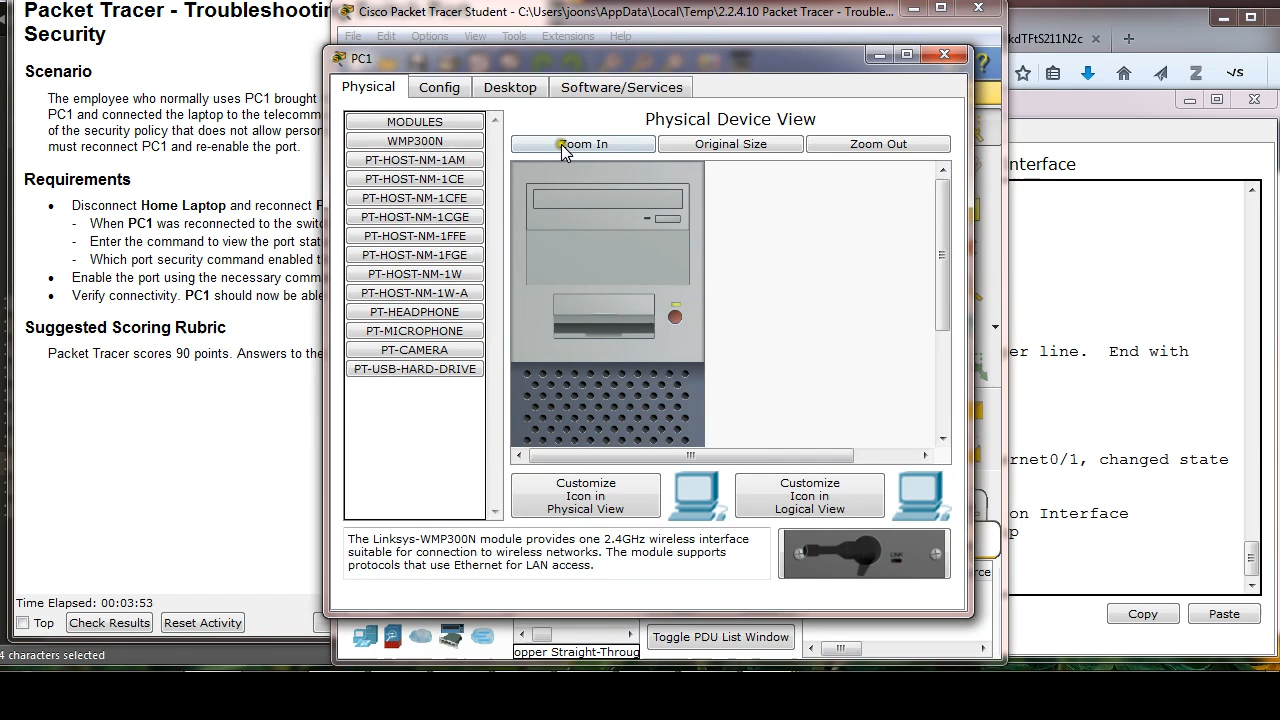 Packet Tracer - Troubleshootin
Security
Scenario
The employee who normally uses PC1 brought
PC1 and connected the laptop to the telecomm
of the security policy that does not allow person
must reconnect PC1 and re-enable the port.
Requirements
Disconnect Home Laptop and reconnect
- When PC1 was reconnected to the switc
- Enter the command to view the port stat
- Which port security command enabled t
Enable the port using the necessary comm
Verify connectivity. PC1 should now be able
Suggested Scoring Rubric
Packet Tracer scores 90 points. Answers to the
Time Elapsed: 00:03:53
Top
Check Results
Reset Activity
4 characters selected
Cisco Packet Tracer Student - C:\Users\joons\AppData\Local\Temp\2.2.4.10 Packet Tracer - Trouble...
File Edit Options View Tools Extensions Help
PC1
Physical Config Desktop Software/Services
MODULES
WMP300N
PT-HOST-NM-1AM
PT-HOST-NM-1CE
PT-HOST-NM-1CFE
PT-HOST-NM-1CGE
PT-HOST-NM-1FFE
PT-HOST-NM-1FGE
PT-HOST-NM-1W
PT-HOST-NM-1W-A
PT-HEADPHONE
PT-MICROPHONE
PT-CAMERA
PT-USB-HARD-DRIVE
Physical Device View
Zoom In Original Size Zoom Out
Customize
Icon in
Physical View
Customize
Icon in
Logical View
The Linksys-WMP300N module provides one 2.4GHz wireless interface
suitable for connection to wireless networks. The module supports
protocols that use Ethernet for LAN access.
LINK
opper Straight-Throug
Toggle PDU List Window
kdTFtS211N2c
nterface
er line. End with
rnet0/1, changed state
on Interface
p
Copy Paste